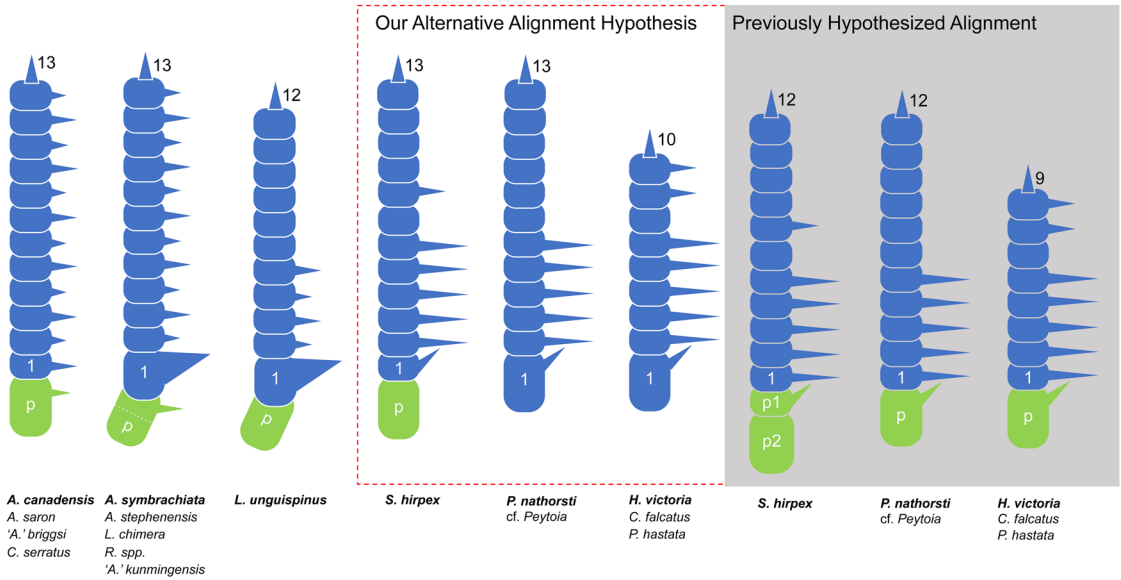 Our Alternative Alignment Hypothesis
Previously Hypothesized Alignment
13
13
12
13
13
10
12
12
9
1
1
1
1
1
1
1
1
1
p
p
p
p
p1
p2
p
p
A. canadensis
A. saron
‘A.’ briggsi
C. serratus
A. symbrachiata
A. stephenensis
L. chimera
R. spp.
‘A.’ kunmingensis
L. unguispinus
S. hirpex
P. nathorsti
cf. Peytoia
H. victoria
C. falcatus
P. hastata
S. hirpex
P. nathorsti
cf. Peytoia
H. victoria
C. falcatus
P. hastata